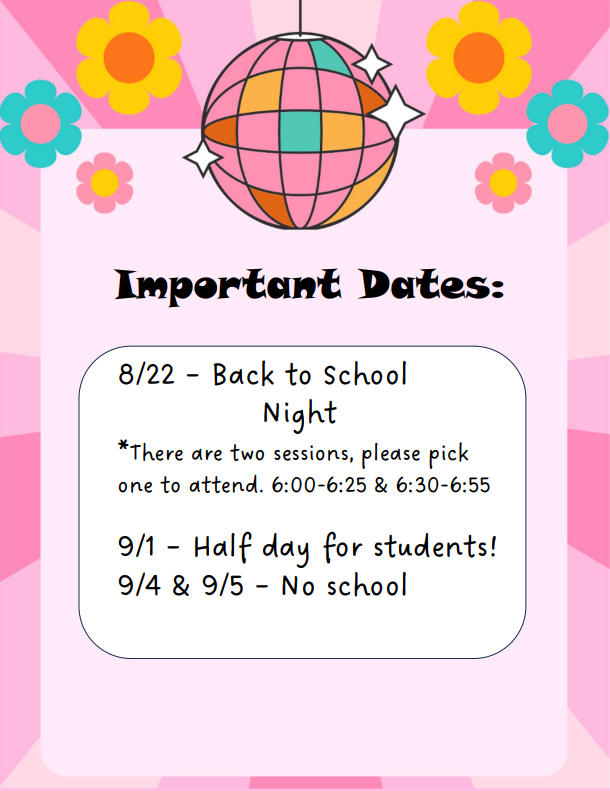 Important Dates:
8/22 - Back to School
Night
*There are two sessions, please pick
one to attend. 6:00-6:25 & 6:30-6:55
9/1 - Half day for students!
9/4 & 9/5 - No school